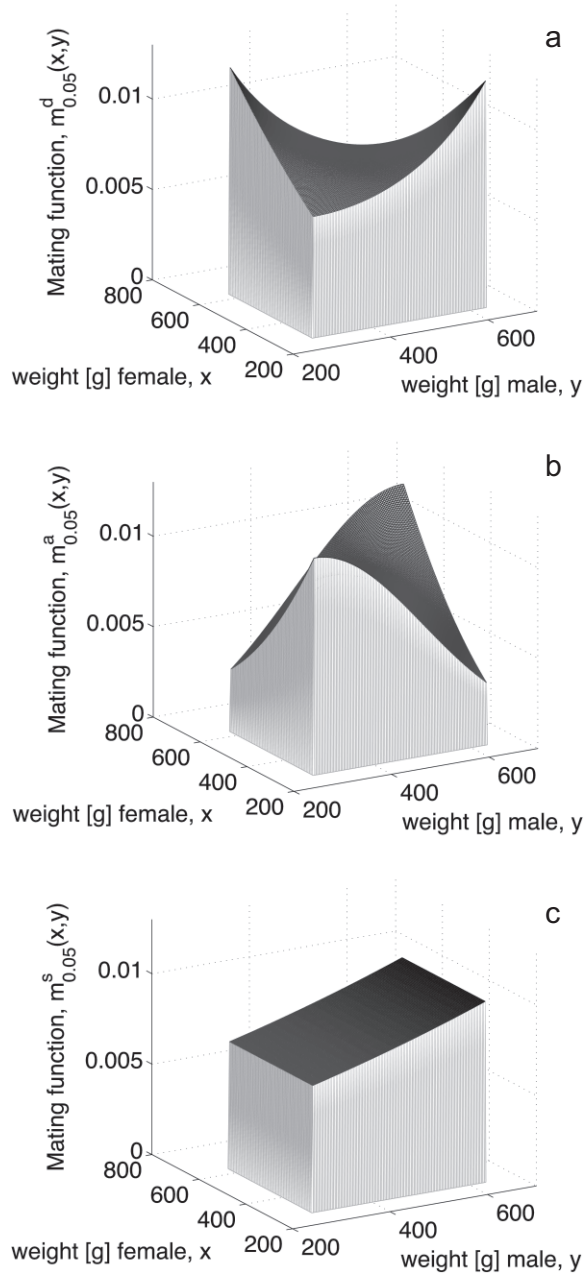 a
Mating function, m^d_0.05(x,y)
0.01
0.005
0
800
600
400
200
weight [g] female, x
200
400
600
weight [g] male, y
b
Mating function, m^a_0.05(x,y)
0.01
0.005
0
800
600
400
200
weight [g] female, x
200
400
600
weight [g] male, y
c
Mating function, m^s_0.05(x,y)
0.01
0.005
0
800
600
400
200
weight [g] female, x
200
400
600
weight [g] male, y